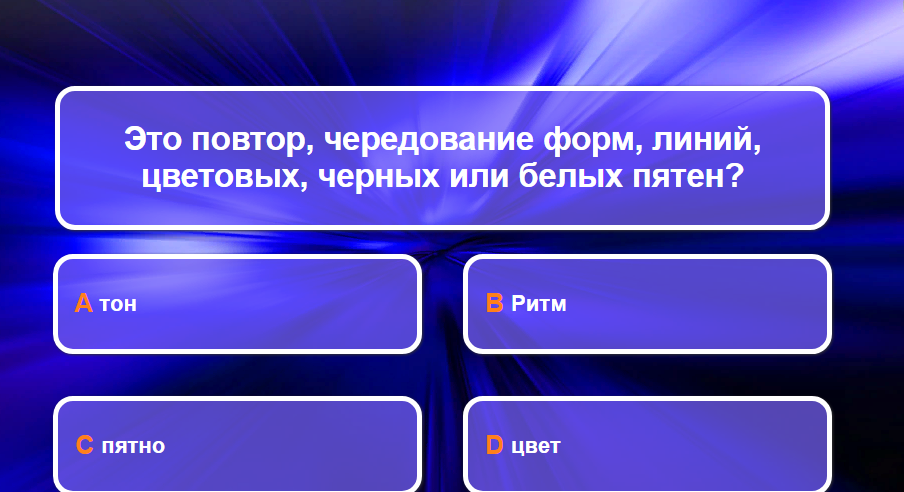 Это повтор, чередование форм, линий,
цветовых, черных или белых пятен?
A тон
B Ритм
C пятно
D цвет